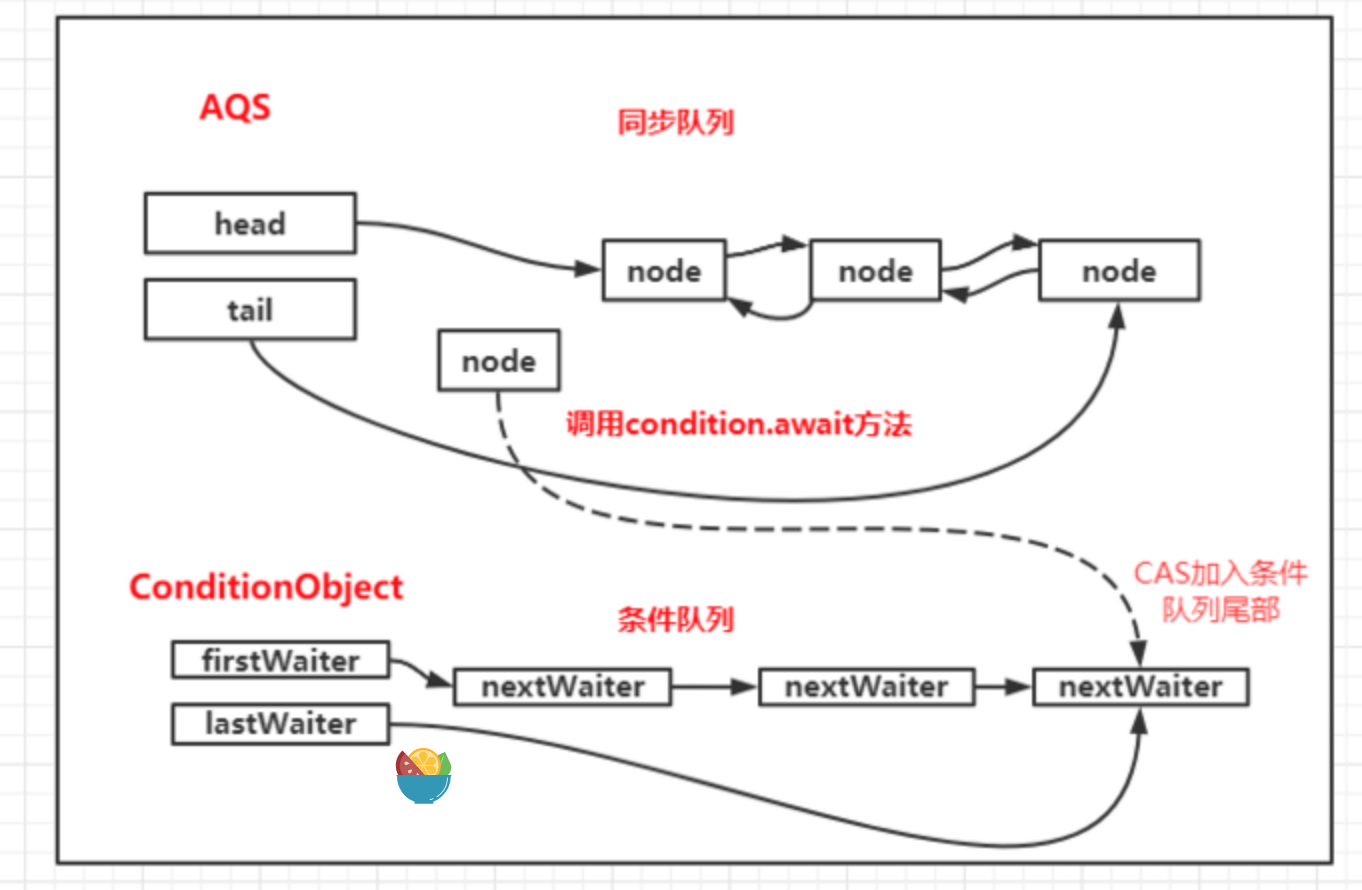 AQS
同步队列
head
node
node
node
tail
node
调用condition.await方法
CAS加入条件
队列尾部
ConditionObject
条件队列
firstWaiter
nextWaiter
nextWaiter
nextWaiter
lastWaiter